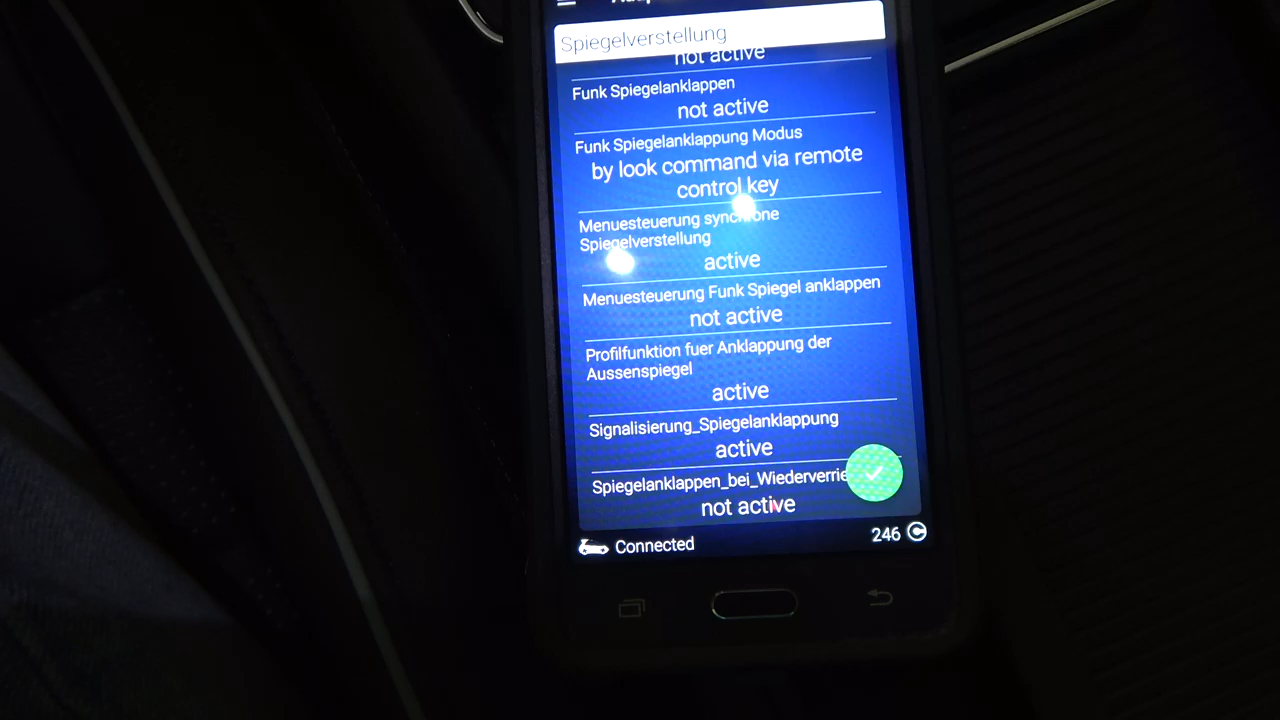 Spiegelverstellung
not active
Funk Spiegelanklappen
not active
Funk Spiegelanklappung Modus
by look command via remote
control key
Menuesteuerung synchrone
Spiegelverstellung
active
Menuesteuerung Funk Spiegel anklappen
not active
Profilfunktion fuer Anklappung der
Aussenspiegel
active
Signalisierung_Spiegelanklappung
active
Spiegelanklappen_bei_Wiederverrie
not active
Connected
246